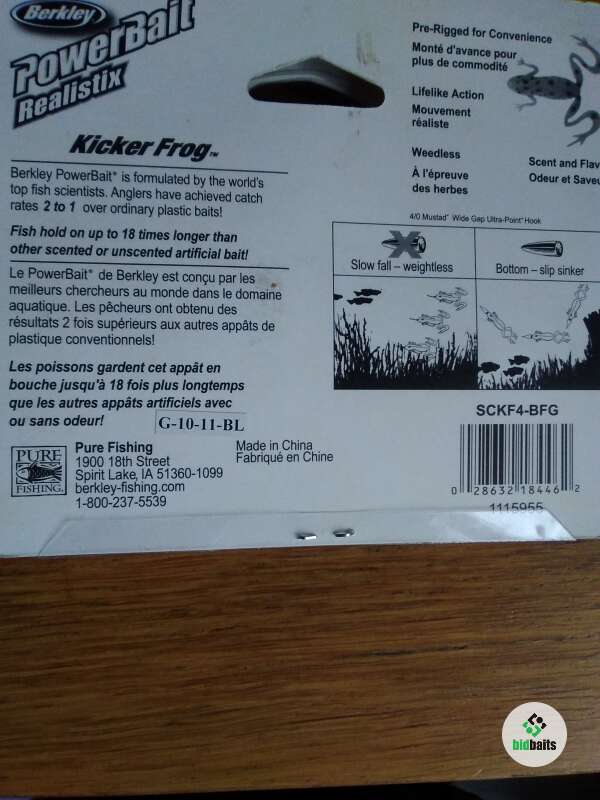 Berkley
PowerBait
Realistix
Kicker Frog™
Berkley PowerBait* is formulated by the world's
top fish scientists. Anglers have achieved catch
rates 2 to 1 over ordinary plastic baits!
Fish hold on up to 18 times longer than
other scented or unscented artificial bait!
Le PowerBait* de Berkley est conçu par les
meilleurs chercheurs au monde dans le domaine
aquatique. Les pêcheurs ont obtenu des
résultats 2 fois supérieurs aux autres appâts de
plastique conventionnels!
Les poissons gardent cet appât en
bouche jusqu'à 18 fois plus longtemps
que les autres appâts artificiels avec
ou sans odeur!
G-10-11-BL
PURE
FISHING.
Pure Fishing
1900 18th Street
Spirit Lake, IA 51360-1099
berkley-fishing.com
1-800-237-5539
Made in China
Fabriqué en Chine
Pre-Rigged for Convenience
Monté d'avance pour
plus de commodité
Lifelike Action
Mouvement
réaliste
Weedless
À l'épreuve
des herbes
Scent and Flav
Odeur et Saveu
4/0 Mustad* Wide Gap Ultra-Point* Hook
Slow fall – weightless
Bottom – slip sinker
SCKF4-BFG
0 28632 18446 2
1115955
bidbaits